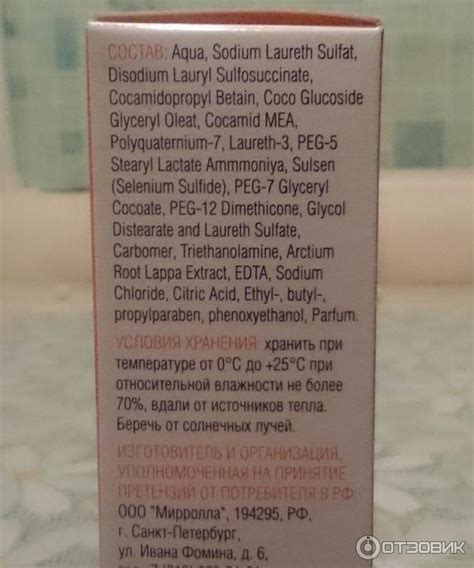 СОСТАВ: Aqua, Sodium Laureth Sulfat,
Disodium Lauryl Sulfosuccinate,
Cocamidopropyl Betain, Coco Glucoside
Glyceryl Oleat, Cocamid MEA,
Polyquaternium-7, Laureth-3, PEG-5
Stearyl Lactate Ammmoniya, Sulsen
(Selenium Sulfide), PEG-7 Glyceryl
Cocoate, PEG-12 Dimethicone, Glycol
Distearate and Laureth Sulfate,
Carbomer, Triethanolamine, Arctium
Root Lappa Extract, EDTA, Sodium
Chloride, Citric Acid, Ethyl-, butyl-,
propylparaben, phenoxyethanol, Parfum.
УСЛОВИЯ ХРАНЕНИЯ: хранить при
температуре от 0°С до +25°С при
относительной влажности не более
70%, вдали от источников тепла.
Беречь от солнечных лучей.
ИЗГОТОВИТЕЛЬ И ОРГАНИЗАЦИЯ,
УПОЛНОМОЧЕННАЯ НА ПРИНЯТИЕ
ПРЕТЕНЗИЙ ОТ ПОТРЕБИТЕЛЯ В РФ:
ООО "Мирролла", 194295, РФ,
г. Санкт-Петербург,
ул. Ивана Фомина, д. 6,
ОТЗОВИК